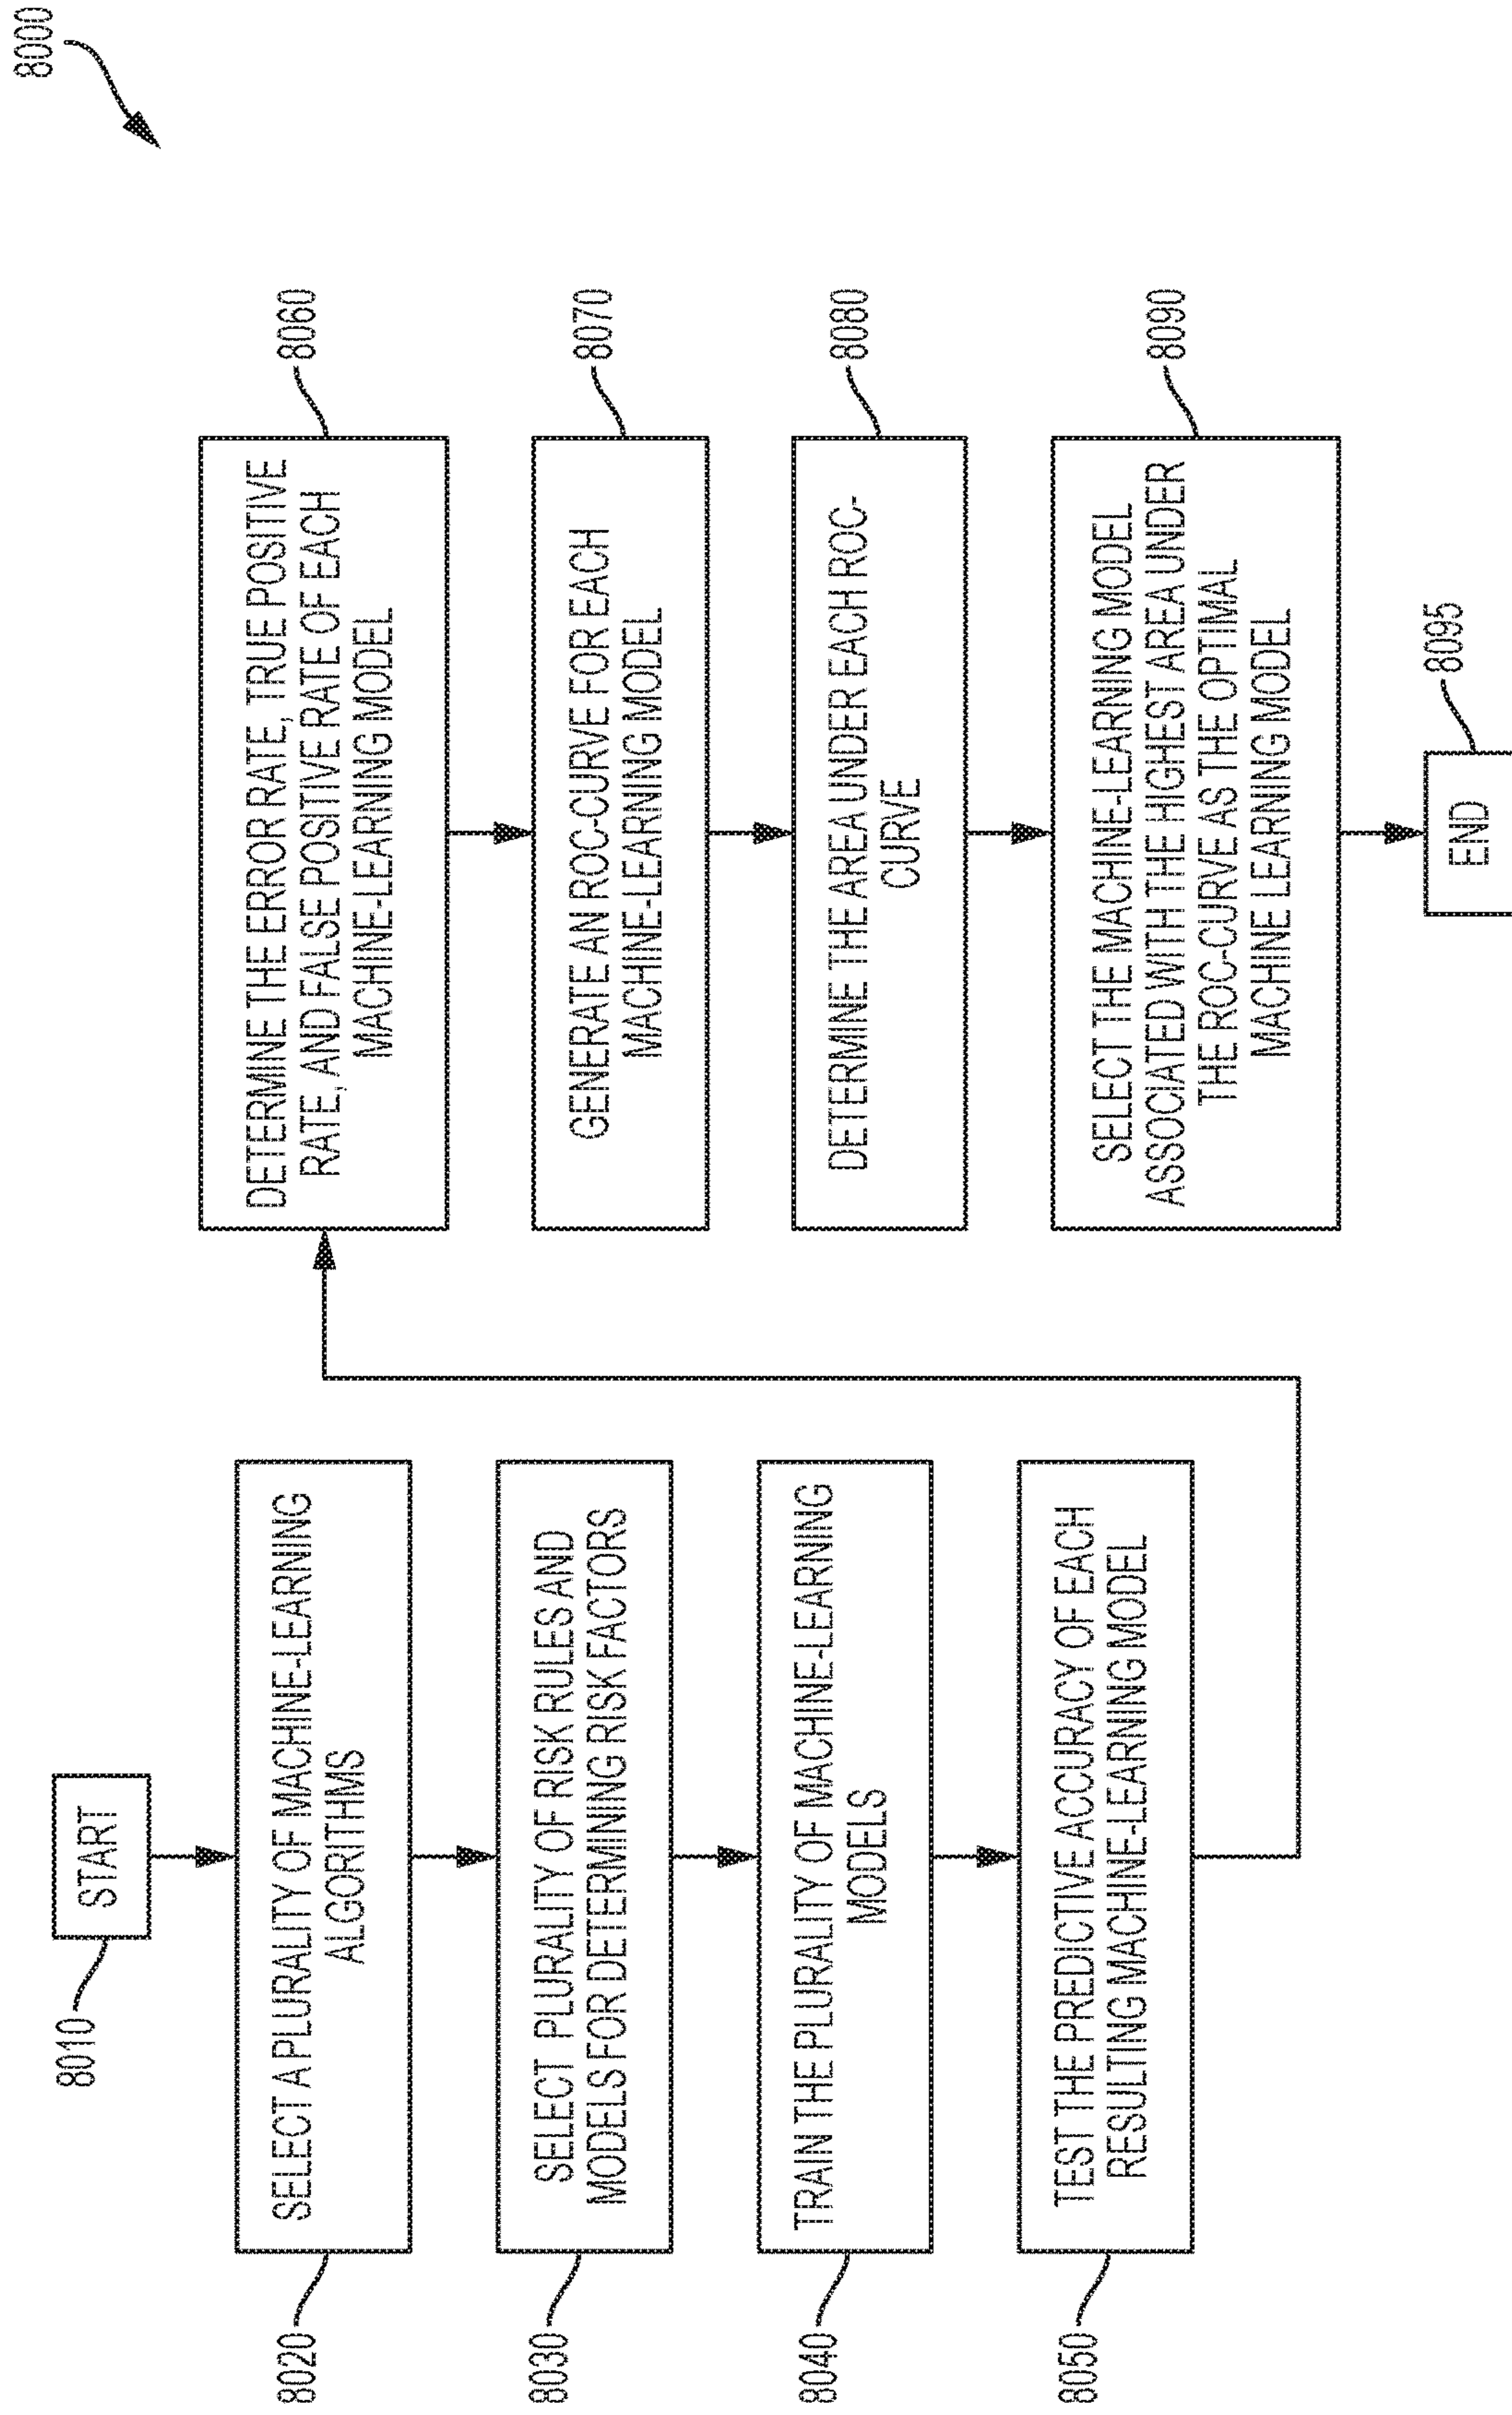 8000
8010
START
8020
SELECT A PLURALITY OF MACHINE-LEARNING
ALGORITHMS
8030
SELECT PLURALITY OF RISK RULES AND
MODELS FOR DETERMINING RISK FACTORS
8040
TRAIN THE PLURALITY OF MACHINE-LEARNING
MODELS
8050
TEST THE PREDICTIVE ACCURACY OF EACH
RESULTING MACHINE-LEARNING MODEL
8060
DETERMINE THE ERROR RATE, TRUE POSITIVE
RATE, AND FALSE POSITIVE RATE OF EACH
MACHINE-LEARNING MODEL
8070
GENERATE AN ROC-CURVE FOR EACH
MACHINE-LEARNING MODEL
8080
DETERMINE THE AREA UNDER EACH ROC-
CURVE
8090
SELECT THE MACHINE-LEARNING MODEL
ASSOCIATED WITH THE HIGHEST AREA UNDER
THE ROC-CURVE AS THE OPTIMAL
MACHINE LEARNING MODEL
8095
END